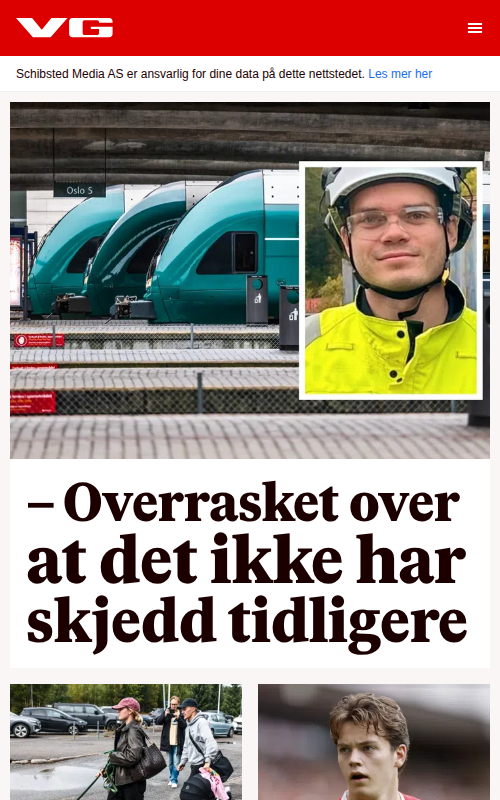 VG
Schibsted Media AS er ansvarlig for dine data på dette nettstedet. Les mer her
Oslo S
– Overrasket over
at det ikke har
skjedd tidligere